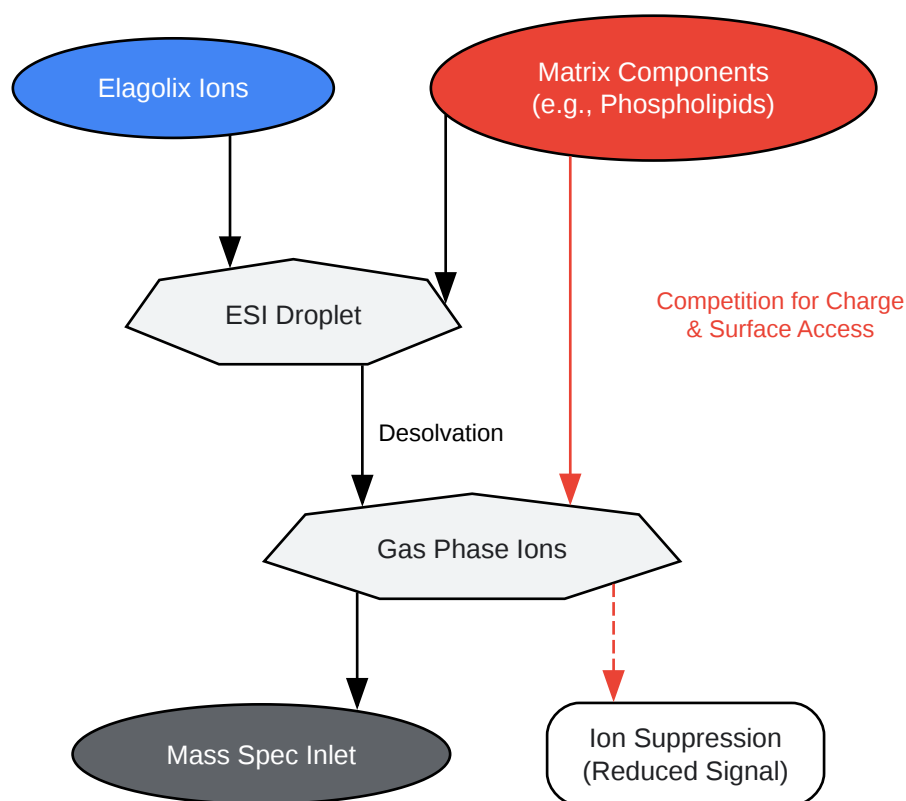 Elagolix Ions
Matrix Components
(e.g., Phospholipids)
ESI Droplet
Competition for Charge
& Surface Access
Desolvation
Gas Phase Ions
Mass Spec Inlet
Ion Suppression
(Reduced Signal)